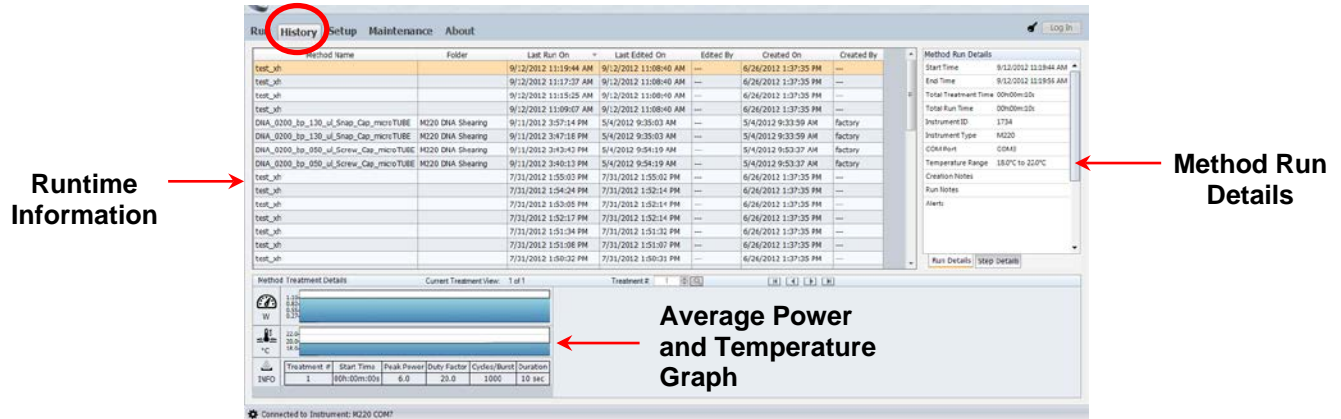 Run History Setup Maintenance About Log In
Method Name Folder Last Run On Last Edited On Edited By Created On Created By
test_xh 9/12/2012 11:19:44 AM 9/12/2012 11:08:40 AM --- 6/26/2012 1:37:35 PM ---
test_xh 9/12/2012 11:17:37 AM 9/12/2012 11:08:40 AM --- 6/26/2012 1:37:35 PM ---
test_xh 9/12/2012 11:15:25 AM 9/12/2012 11:08:40 AM --- 6/26/2012 1:37:35 PM ---
test_xh 9/12/2012 11:09:07 AM 9/12/2012 11:08:40 AM --- 6/26/2012 1:37:35 PM ---
DNA_0200_bp_130_ul_Snap_Cap_microTUBE M220 DNA Shearing 9/11/2012 3:57:14 PM 5/4/2012 9:35:03 AM --- 5/4/2012 9:33:59 AM factory
DNA_0200_bp_130_ul_Snap_Cap_microTUBE M220 DNA Shearing 9/11/2012 3:47:18 PM 5/4/2012 9:35:03 AM --- 5/4/2012 9:33:59 AM factory
DNA_0200_bp_050_ul_Screw_Cap_microTUBE M220 DNA Shearing 9/11/2012 3:43:43 PM 5/4/2012 9:54:19 AM --- 5/4/2012 9:53:37 AM factory
DNA_0200_bp_050_ul_Screw_Cap_microTUBE M220 DNA Shearing 9/11/2012 3:40:13 PM 5/4/2012 9:54:19 AM --- 5/4/2012 9:53:37 AM factory
test_xh 7/31/2012 1:55:03 PM 7/31/2012 1:55:02 PM --- 6/26/2012 1:37:35 PM ---
test_xh 7/31/2012 1:54:24 PM 7/31/2012 1:52:14 PM --- 6/26/2012 1:37:35 PM ---
test_xh 7/31/2012 1:53:05 PM 7/31/2012 1:52:14 PM --- 6/26/2012 1:37:35 PM ---
test_xh 7/31/2012 1:52:17 PM 7/31/2012 1:52:14 PM --- 6/26/2012 1:37:35 PM ---
test_xh 7/31/2012 1:51:34 PM 7/31/2012 1:51:32 PM --- 6/26/2012 1:37:35 PM ---
test_xh 7/31/2012 1:51:08 PM 7/31/2012 1:51:07 PM --- 6/26/2012 1:37:35 PM ---
test_xh 7/31/2012 1:50:32 PM 7/31/2012 1:50:31 PM --- 6/26/2012 1:37:35 PM ---
Method Run Details
Start Time 9/12/2012 11:19:44 AM
End Time 9/12/2012 11:19:56 AM
Total Treatment Time 00h00m:10s
Total Run Time 00h00m:10s
Instrument ID 1734
Instrument Type M220
COM Port
Temperature Range 18.0°C to 22.0°C
Creation Notes
Run Notes
Alerts
Run Details Step Details
Runtime
Information
Method Run
Details
Method Treatment Details Current Treatment View: 1 of 1 Treatment # 1
W
22.0
20.0
18.0
°C
INFO
Treatment # Start Time Peak Power Duty Factor Cycles/Burst Duration
1 00h:00m:00s 6.0 20.0 1000 10 sec
Average Power
and Temperature
Graph
Connected to Instrument: M220 COM7